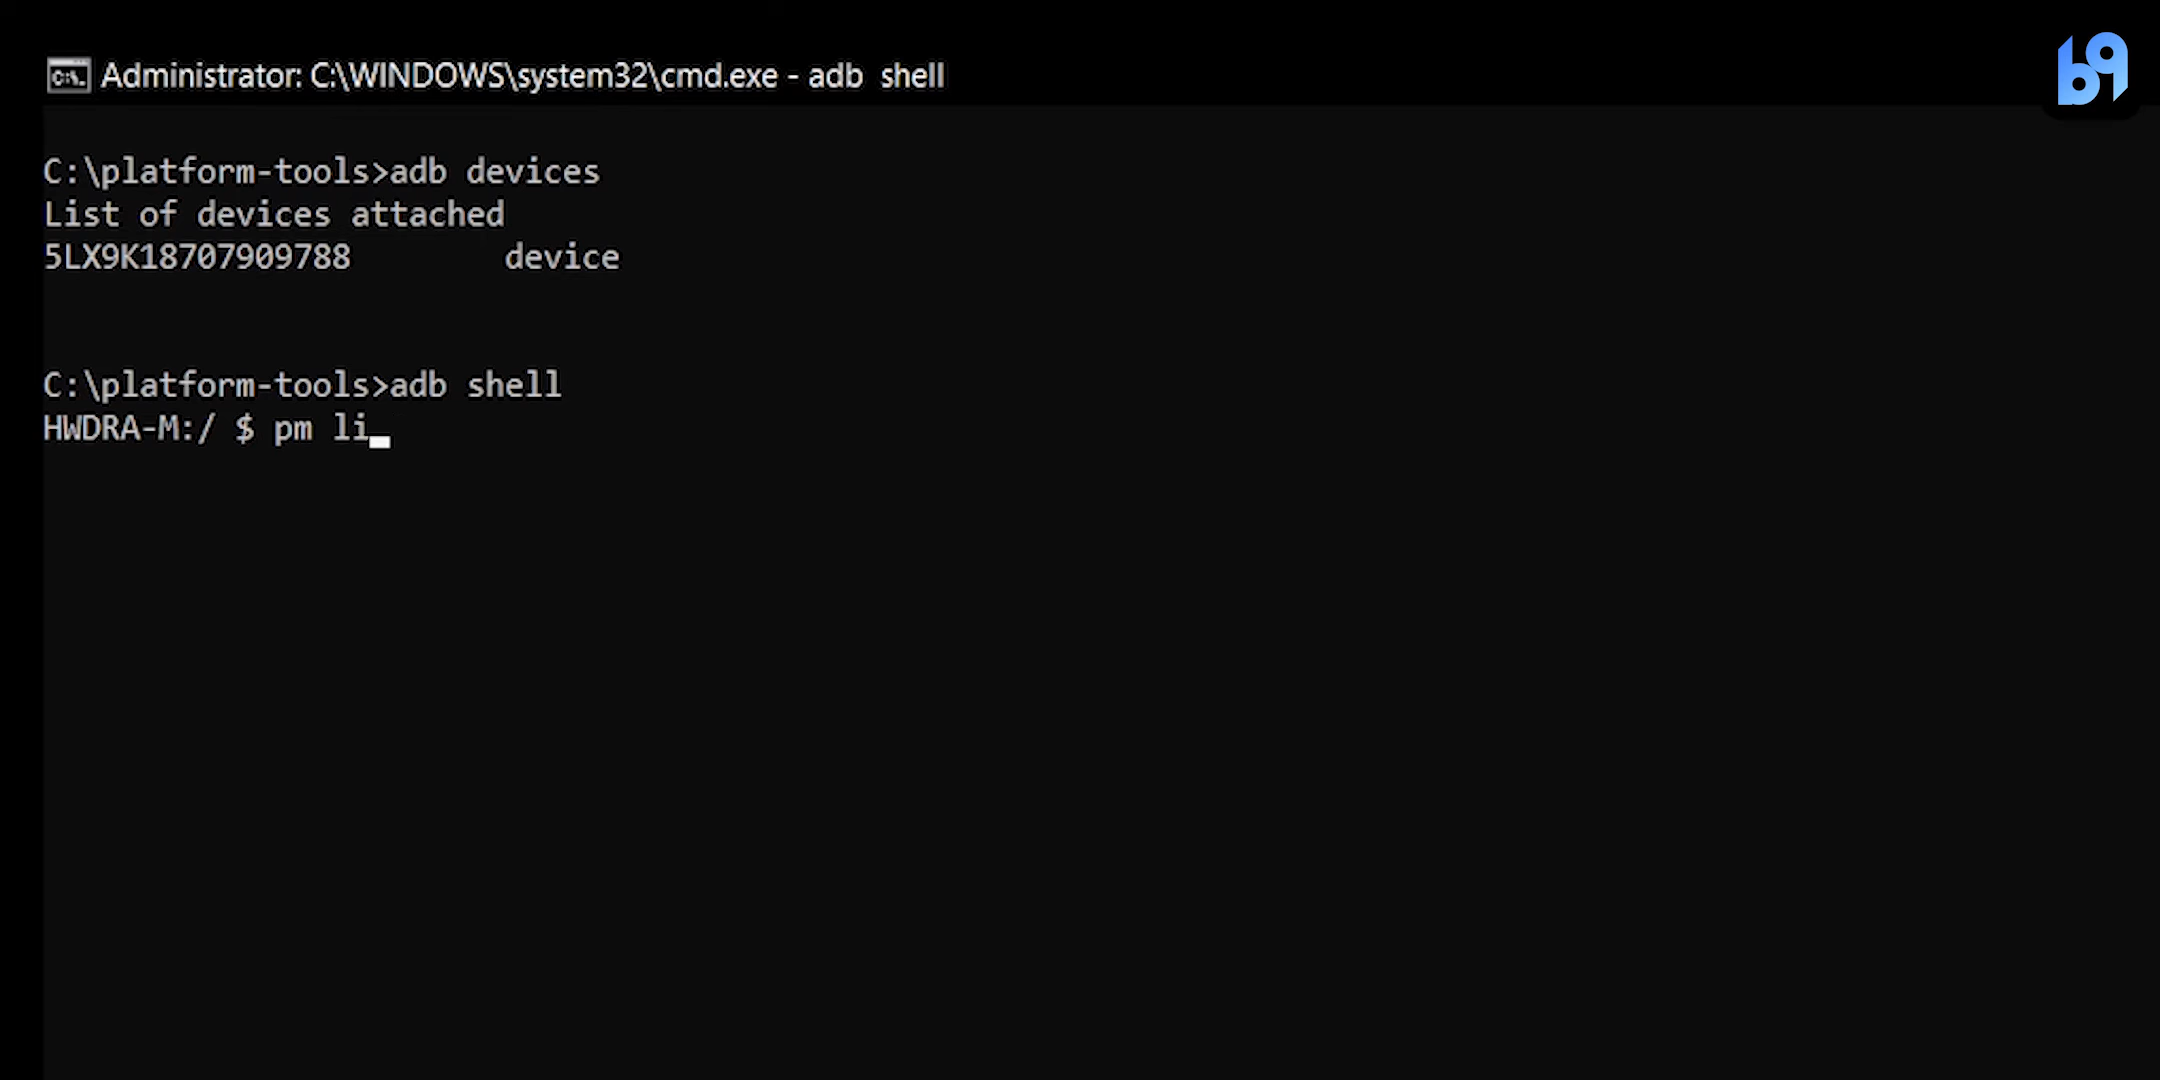 Administrator: C:\WINDOWS\system32\cmd.exe - adb  shell
C:\platform-tools>adb devices
List of devices attached
5LX9K18707909788        device
C:\platform-tools>adb shell
HWDRA-M:/ $ pm li